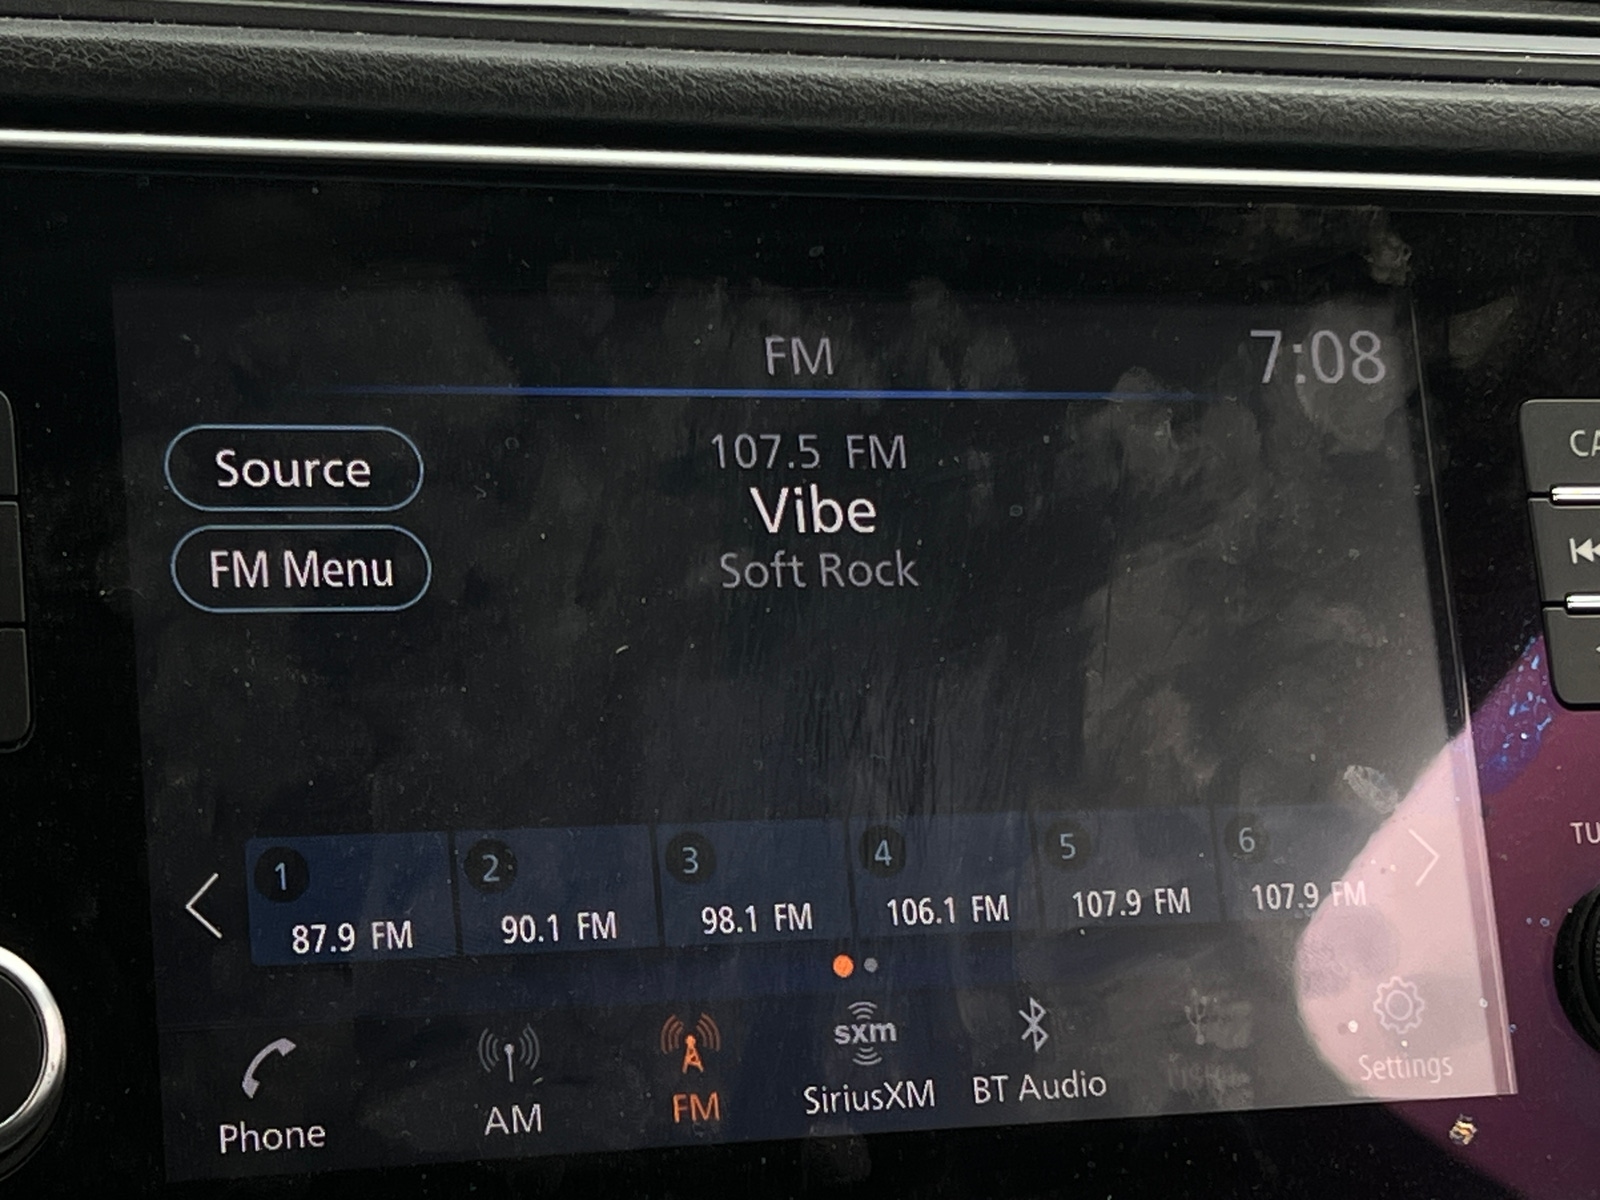 FM
7:08
Source
107.5 FM
Vibe
Soft Rock
FM Menu
CA
TU
1
87.9 FM
2
90.1 FM
3
98.1 FM
4
106.1 FM
5
107.9 FM
6
107.9 FM
Phone
AM
FM
sxm
SiriusXM
BT Audio
Settings